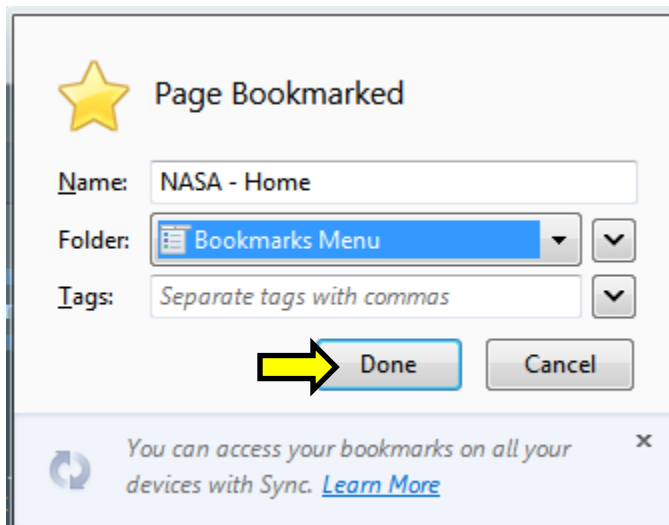 Page Bookmarked
Name: NASA - Home
Folder: Bookmarks Menu
Tags: Separate tags with commas
Done Cancel
You can access your bookmarks on all your
devices with Sync. Learn More